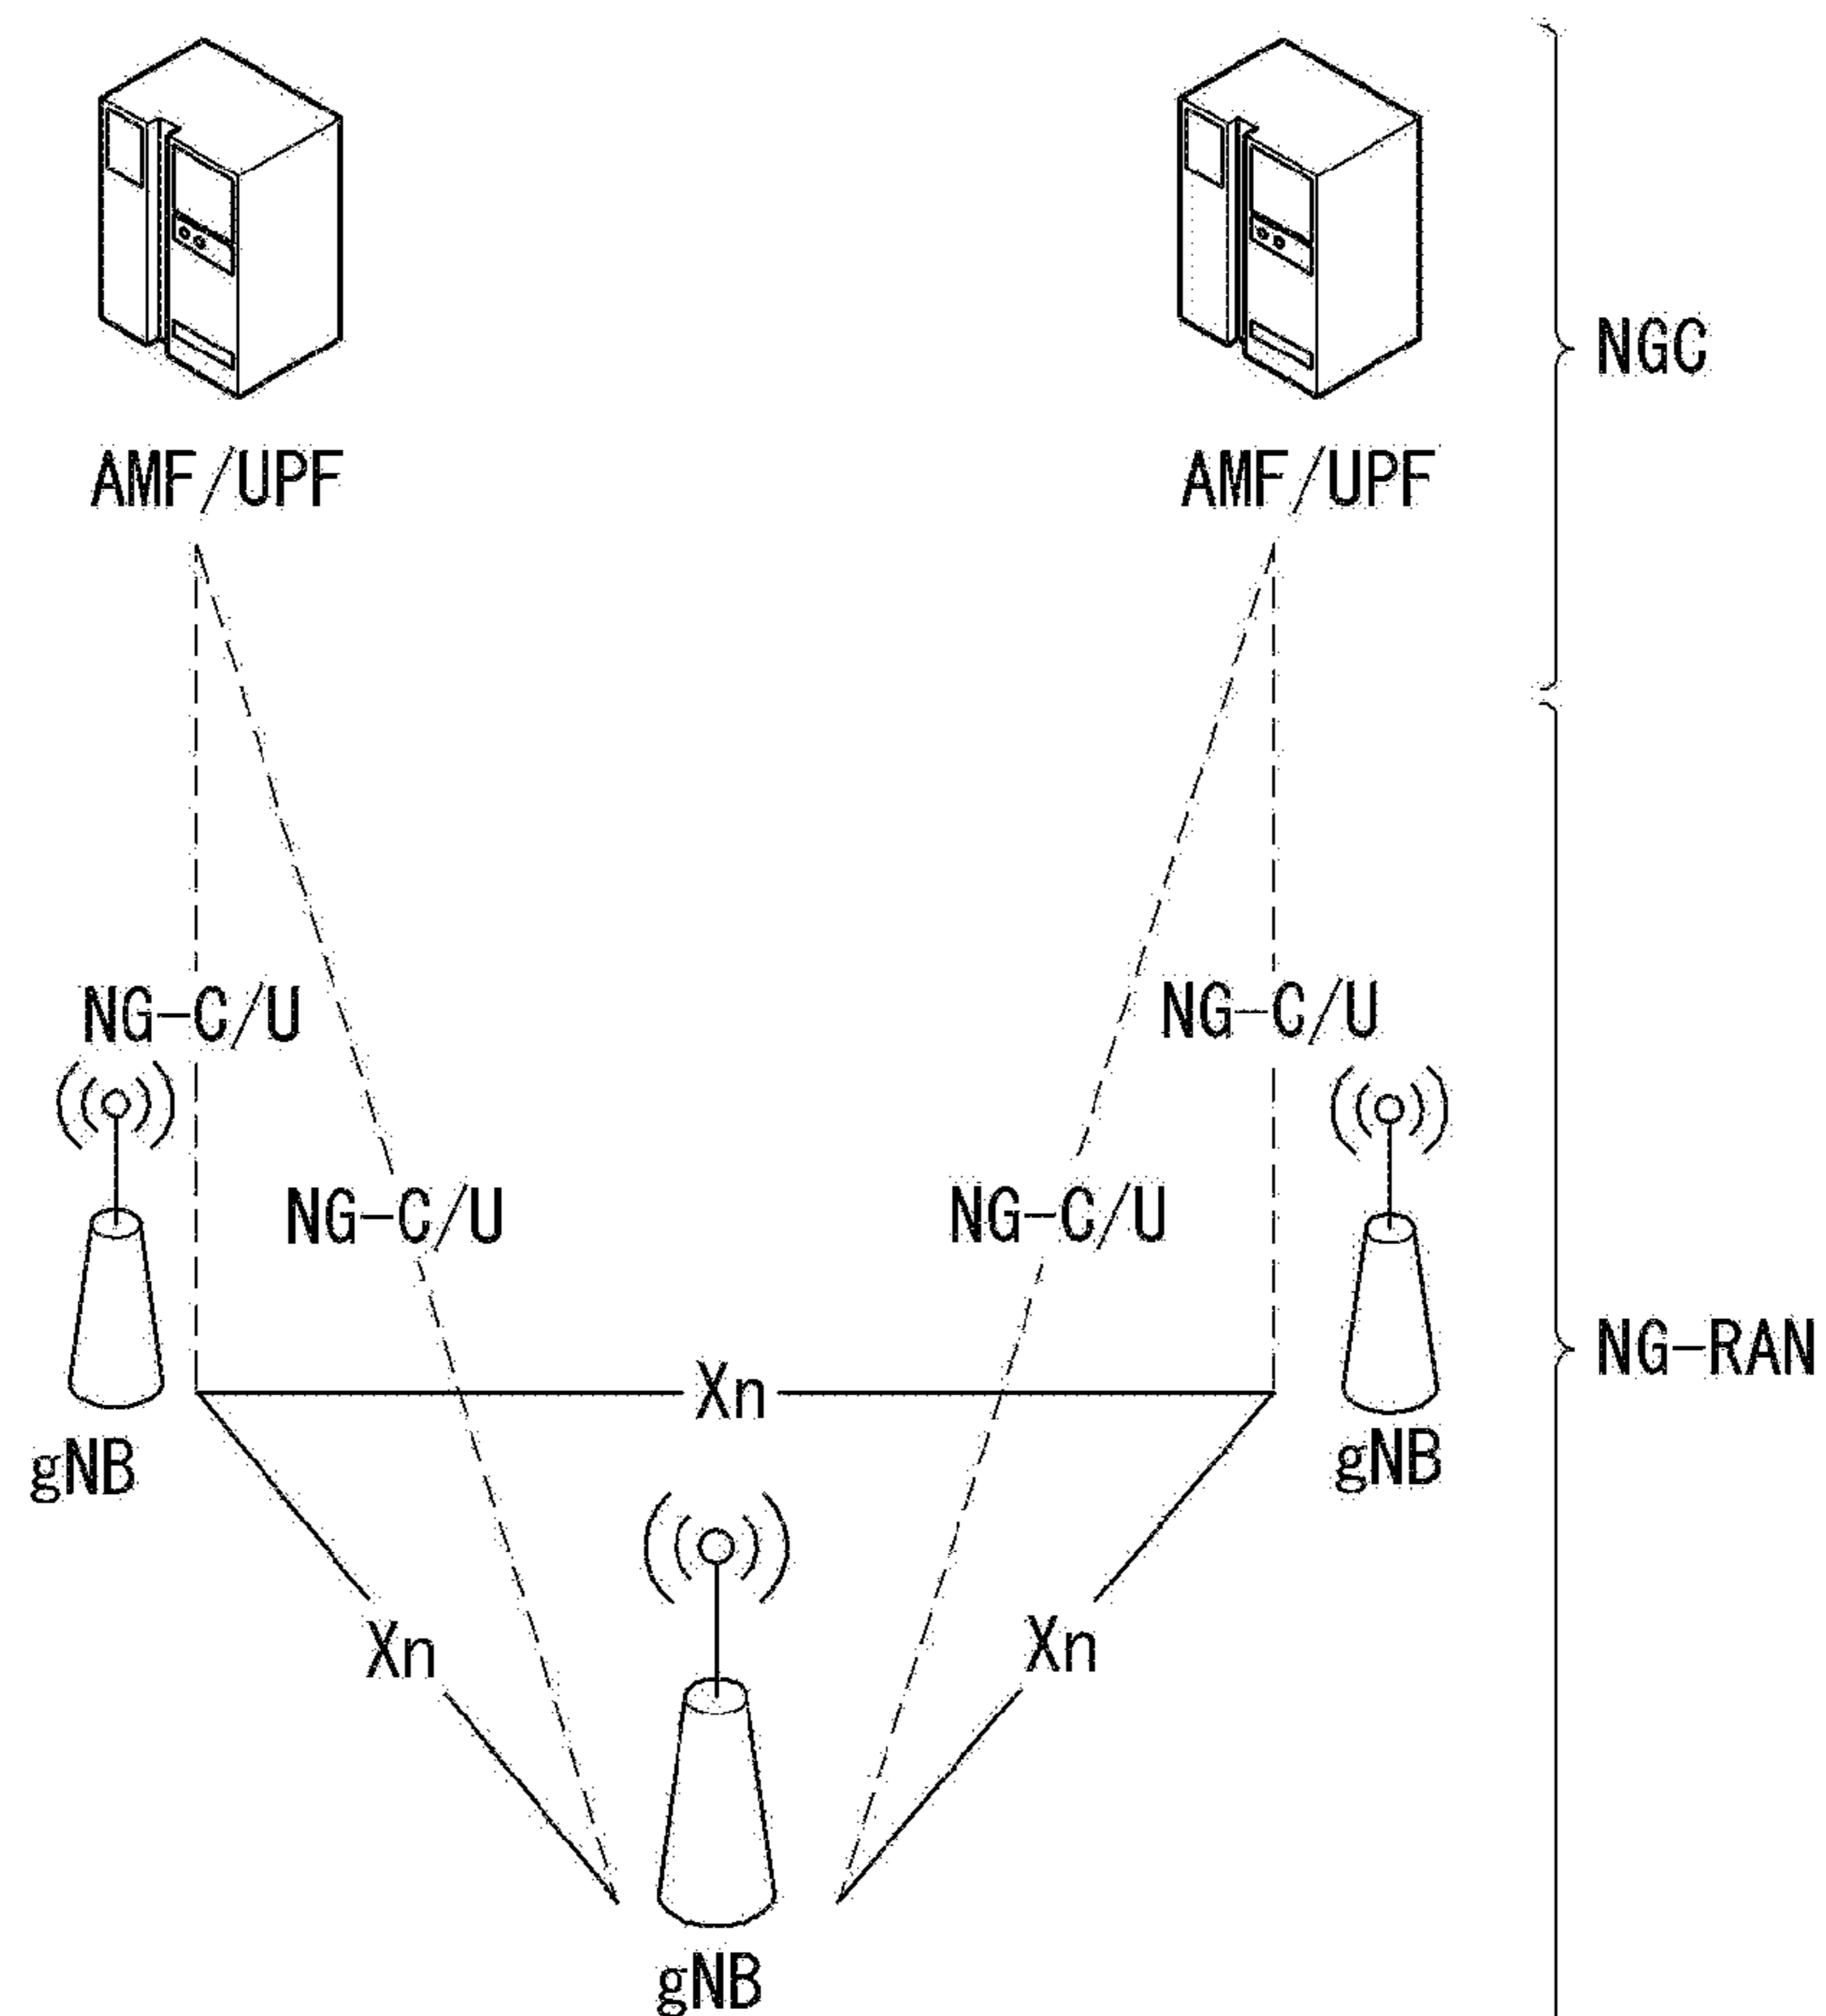 NGC
AMF/UPF
AMF/UPF
NG-C/U
NG-C/U
NG-C/U
NG-C/U
NG-RAN
Xn
gNB
gNB
Xn
Xn
gNB